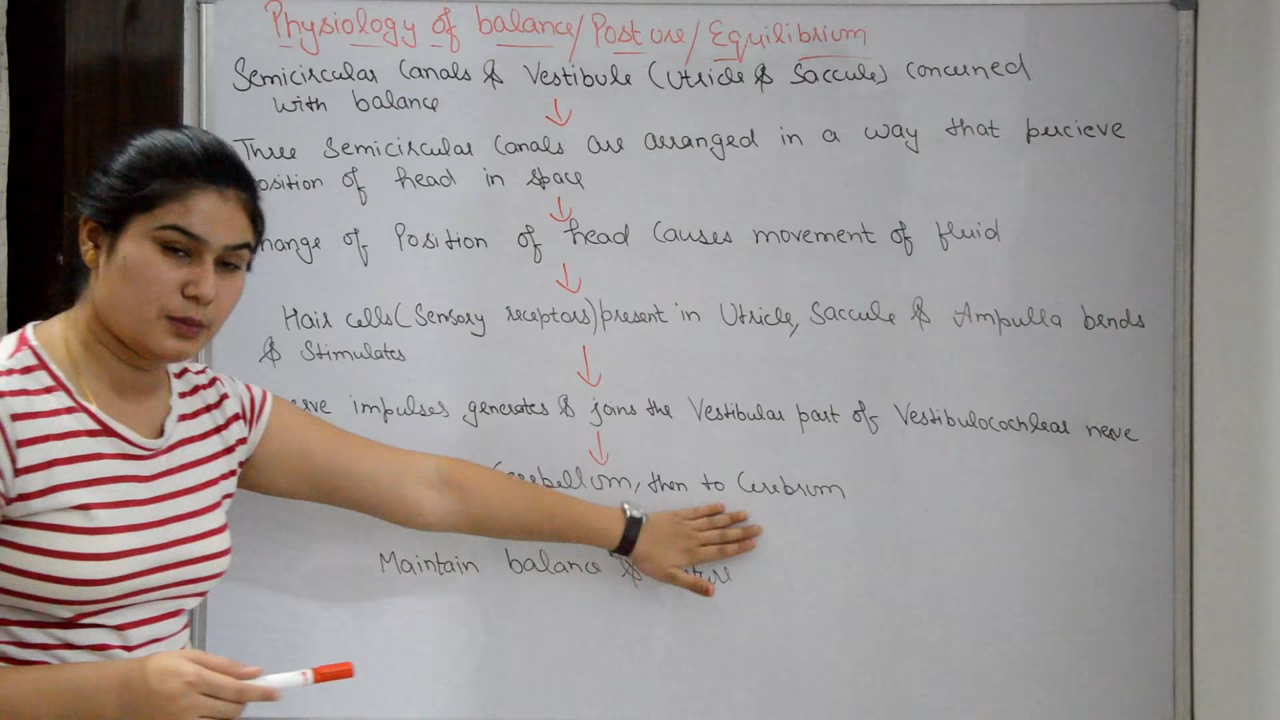 Physiology of balance/Posture/Equilibrium
Semicircular Canals & Vestibule (Utricle & Saccule) concerned
with balance
Three Semicircular Canals are arranged in a way that percieve
position of head in space
hange of Position of head Causes movement of fluid
Hair cells (Sensory receptors) present in Utricle, Saccule & Ampulla bends
& Stimulates
erve impulses generates & joins the Vestibular part of Vestibulocochlear nerve
Cerebellum, then to Cerebrum
Maintain balance &